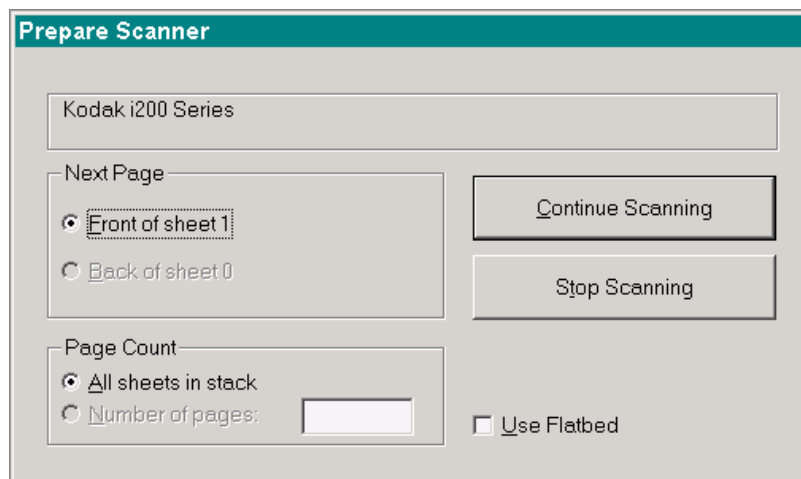 Prepare Scanner
Kodak i200 Series
Next Page
Front of sheet 1
Back of sheet 0
Continue Scanning
Stop Scanning
Page Count
All sheets in stack
Number of pages:
Use Flatbed